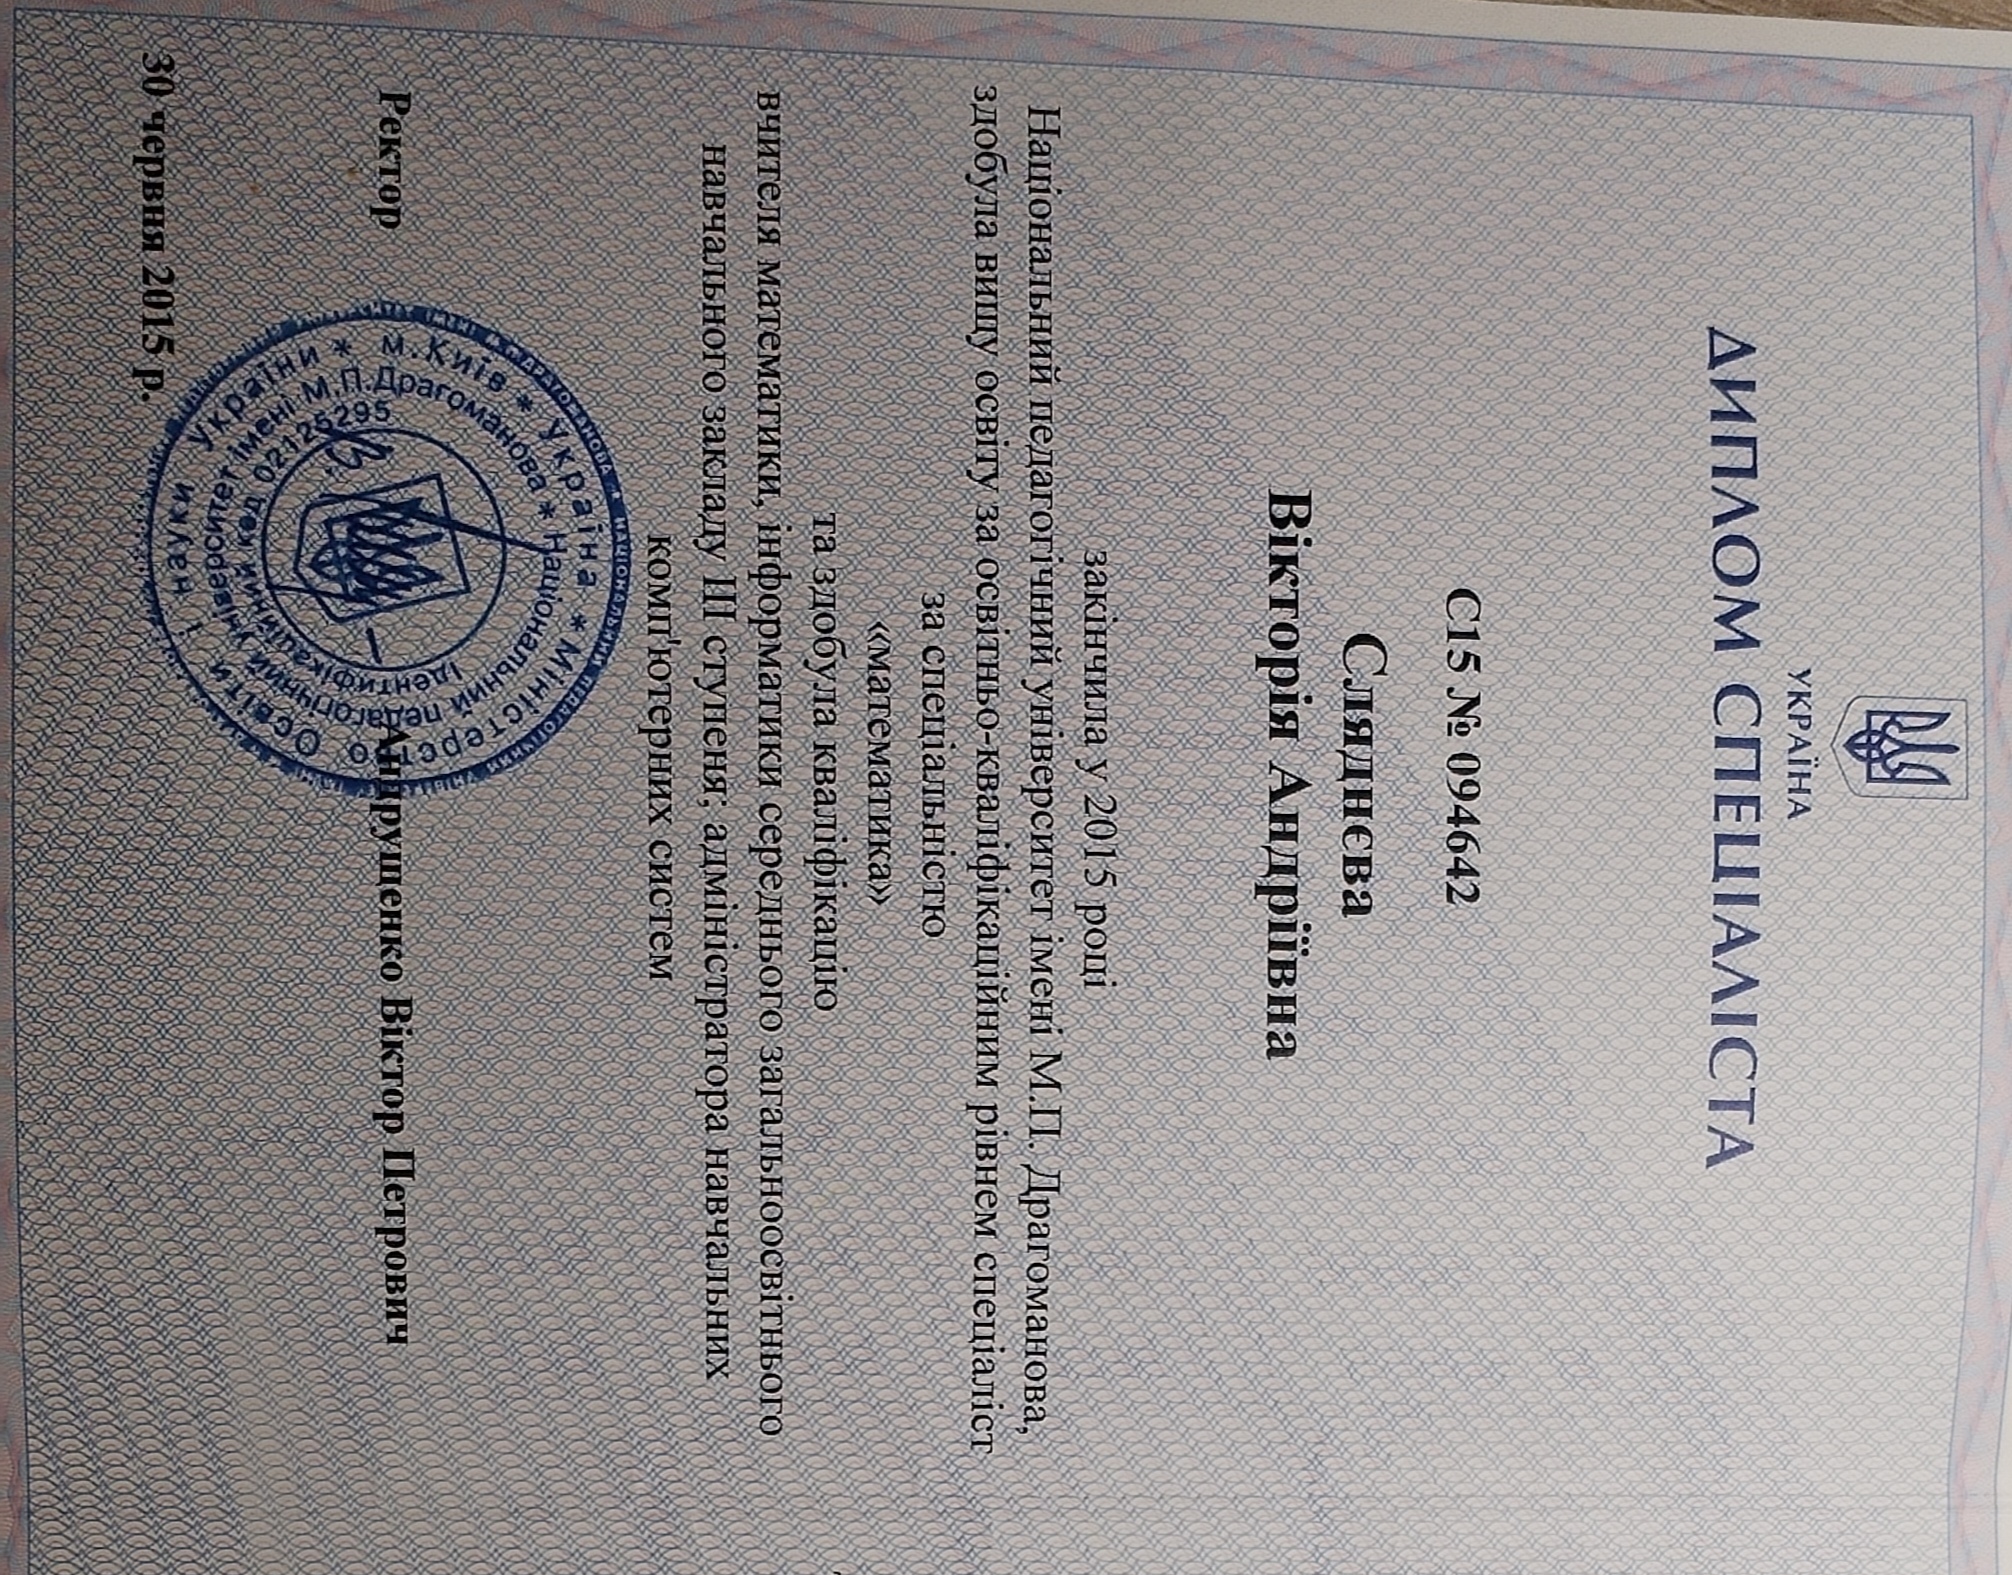 УКРАЇНА
ДИПЛОМ СПЕЦІАЛІСТА
С15 № 094642
Сляднєва
Вікторія Андріївна
закінчила у 2015 році
Національний педагогічний університет імені М.П. Драгоманова,
здобула вищу освіту за освітньо-кваліфікаційним рівнем спеціаліст
за спеціальністю
«математика»
та здобула кваліфікацію
вчителя математики, інформатики середнього загальноосвітнього
навчального закладу ІІІ ступеня; адміністратора навчальних
комп'ютерних систем
Ректор
Андрущенко Віктор Петрович
30 червня 2015 р.
м.Київ * Україна * Міністерство Освіти і науки України *
Національний педагогічний університет імені М.П.Драгоманова *
Ідентифікаційний код 02125295